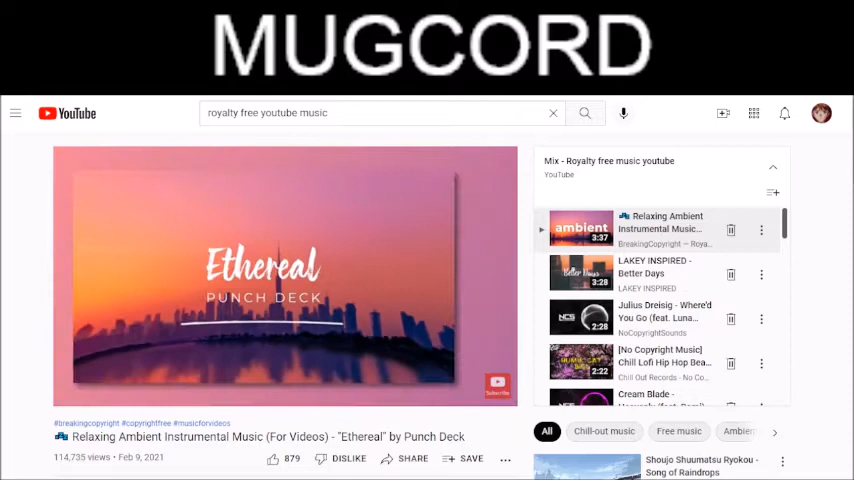 MUGCORD
YouTube
royalty free youtube music
Ethereal
PUNCH DECK
Subscribe
#breakingcopyright #copyrightfree #musicforvideos
Relaxing Ambient Instrumental Music (For Videos) - "Ethereal" by Punch Deck
114,735 views • Feb 9, 2021
879
DISLIKE
SHARE
SAVE
Mix - Royalty free music youtube
YouTube
ambient
3:37
Relaxing Ambient
Instrumental Music...
BreakingCopyright — Roya...
Better Days
3:28
LAKEY INSPIRED -
Better Days
LAKEY INSPIRED
NCS
2:28
Julius Dreisig - Where'd
You Go (feat. Luna...
NoCopyrightSounds
2:22
[No Copyright Music]
Chill Lofi Hip Hop Bea...
Chill Out Records - No Co...
Cream Blade -
All
Chill-out music
Free music
Ambien
Shoujo Shuumatsu Ryokou -
Song of Raindrops